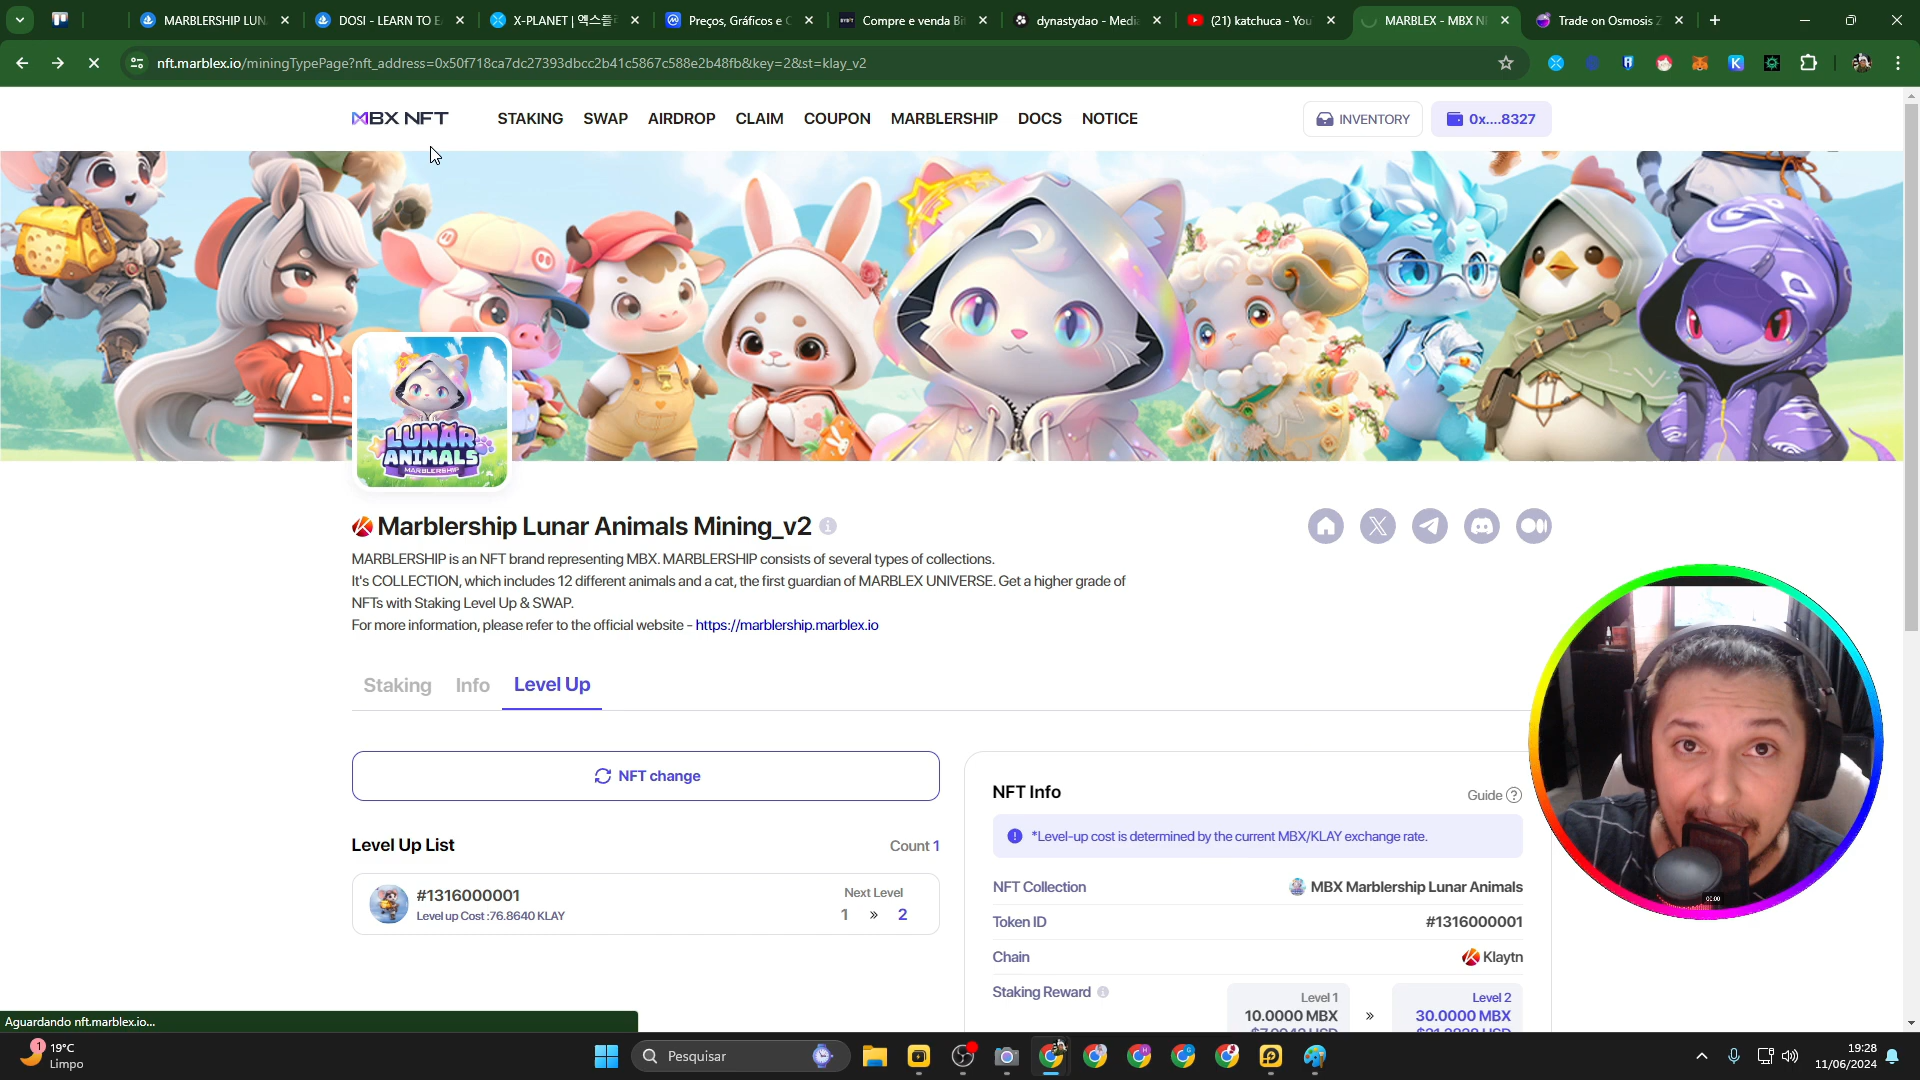 MARBLERSHIP LUN
DOSI - LEARN TO E
X-PLANET | 엑스플
Preços, Gráficos e C
BYBIT
Compre e venda Bit
dynastydao - Medi
(21) katchuca - You
MARBLEX - MBX N
Trade on Osmosis Z
nft.marblex.io/miningTypePage?nft_address=0x50f718ca7dc27393dbcc2b41c5867c588e2b48fb&key=2&st=klay_v2
MBX NFT
STAKING
SWAP
AIRDROP
CLAIM
COUPON
MARBLERSHIP
DOCS
NOTICE
INVENTORY
0x....8327
LUNAR
ANIMALS
MARBLERSHIP
Marblership Lunar Animals Mining_v2
MARBLERSHIP is an NFT brand representing MBX. MARBLERSHIP consists of several types of collections.
It's COLLECTION, which includes 12 different animals and a cat, the first guardian of MARBLEX UNIVERSE. Get a higher grade of
NFTs with Staking Level Up & SWAP.
For more information, please refer to the official website - https://marblership.marblex.io
Staking
Info
Level Up
NFT change
Level Up List
Count 1
#1316000001
Level up Cost :76.8640 KLAY
Next Level
1 » 2
NFT Info
Guide ?
*Level-up cost is determined by the current MBX/KLAY exchange rate.
NFT Collection
MBX Marblership Lunar Animals
Token ID
#1316000001
Chain
Klaytn
Staking Reward
Level 1
10.0000 MBX
»
Level 2
30.0000 MBX
00:00
Aguardando nft.marblex.io...
1
19°C
Limpo
Pesquisar
19:28
11/06/2024